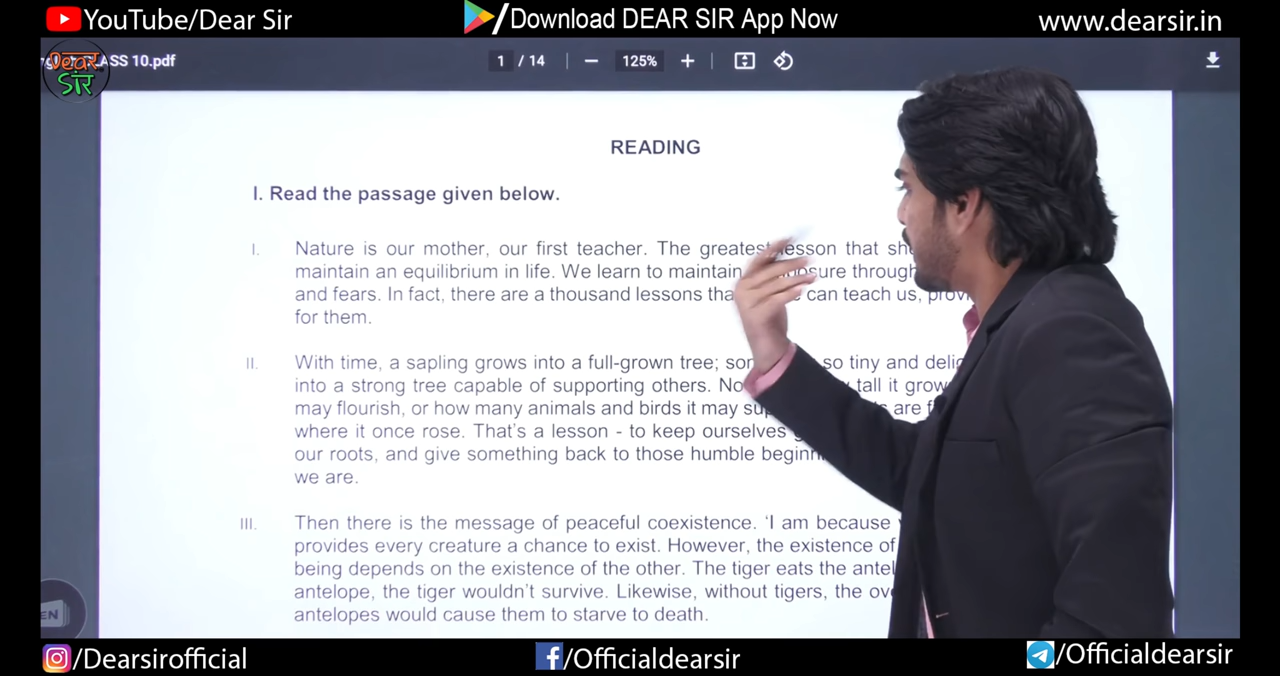 YouTube/Dear Sir
/Download DEAR SIR App Now
www.dearsir.in
डियर
सर
ASS 10.pdf
1 / 14
125%
READING
I. Read the passage given below.
I. Nature is our mother, our first teacher. The greatest lesson that
maintain an equilibrium in life. We learn to maintain through
and fears. In fact, there are a thousand lessons can teach us,
for them.
II. With time, a sapling grows into a full-grown tree; so tiny and
into a strong tree capable of supporting others. tall it
may flourish, or how many animals and birds it may are
where it once rose. That's a lesson - to keep ourselves
our roots, and give something back to those humble
we are.
III. Then there is the message of peaceful coexistence. 'I am because
provides every creature a chance to exist. However, the existence of
being depends on the existence of the other. The tiger eats the
antelope, the tiger wouldn't survive. Likewise, without tigers, the
antelopes would cause them to starve to death.
EN
/Dearsirofficial
/Officialdearsir
/Officialdearsir